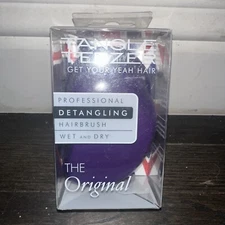 TANGLE
TEEZER
GET YOUR "YEAH" HAIR
PROFESSIONAL
DETANGLING
HAIRBRUSH
WET AND DRY
THE
Original